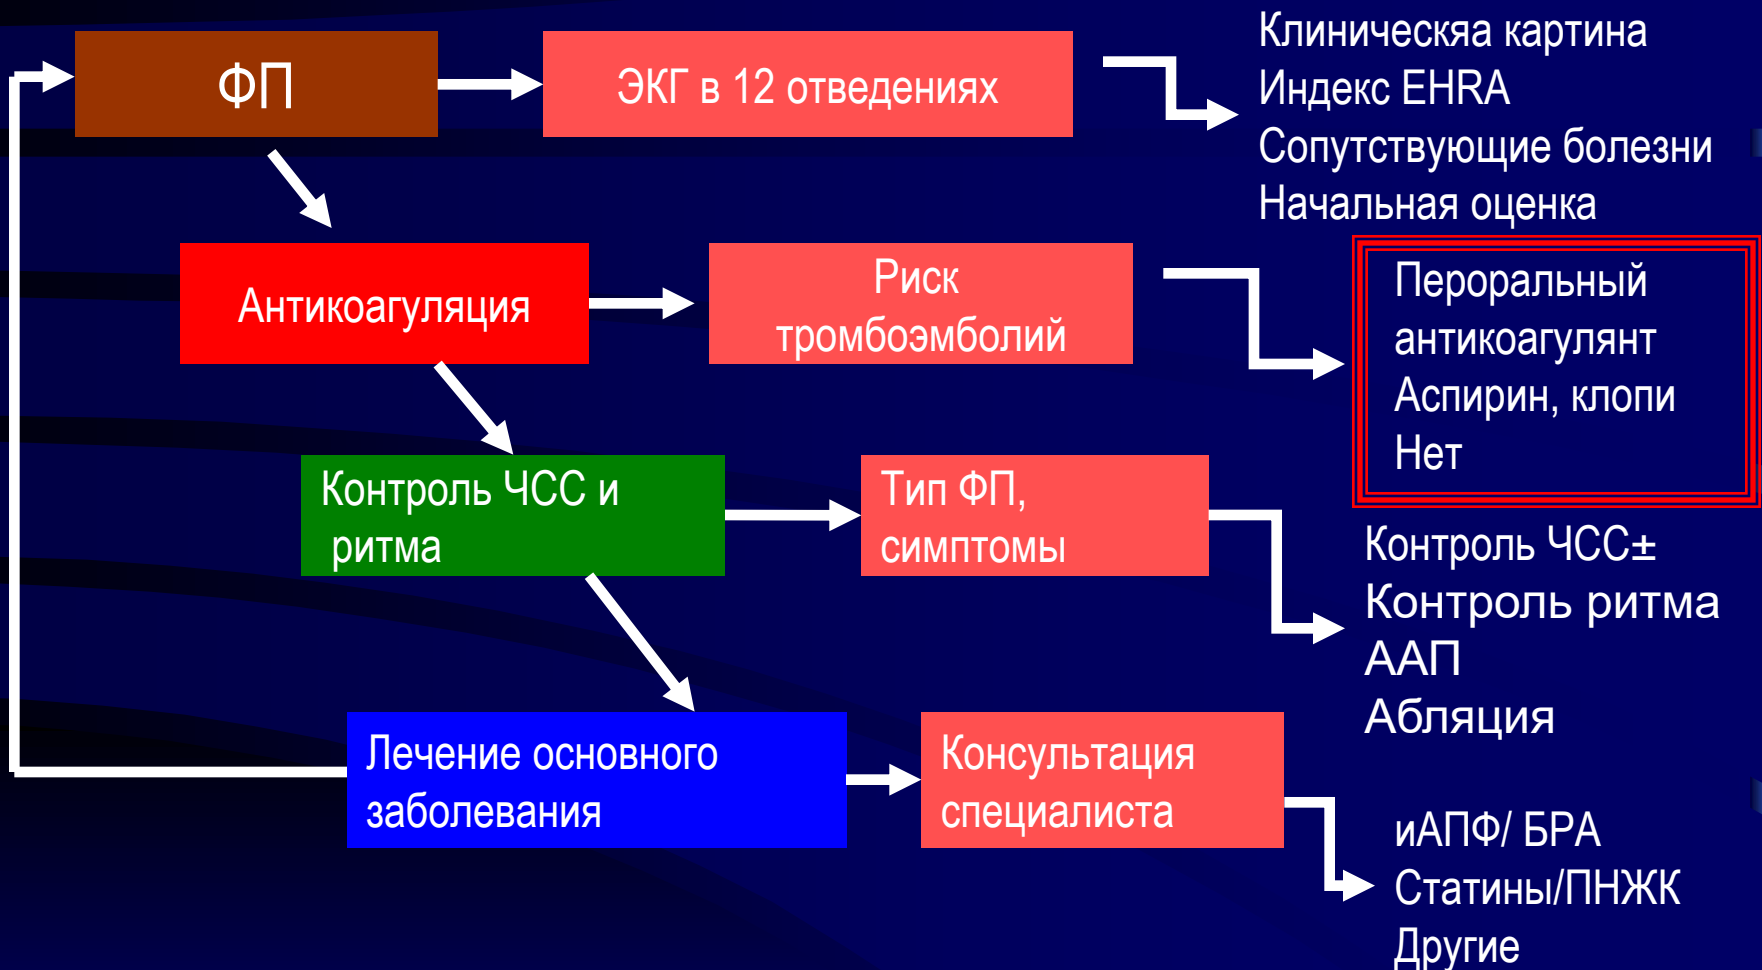 ФП
ЭКГ в 12 отведениях
Клиническяа картина
Индекс EHRA
Сопутствующие болезни
Начальная оценка
Антикоагуляция
Риск
тромбоэмболий
Пероральный
антикоагулянт
Аспирин, клопи
Нет
Контроль ЧСС и
ритма
Тип ФП,
симптомы
Контроль ЧСС±
Контроль ритма
ААП
Абляция
Лечение основного
заболевания
Консультация
специалиста
иАПФ/ БРА
Статины/ПНЖК
Другие